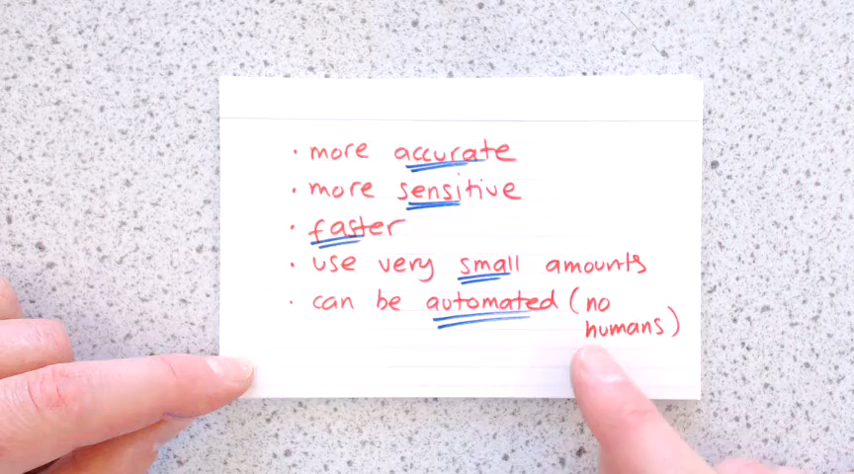 • more accurate
• more sensitive
• faster
• use very small amounts
• can be automated (no
humans)